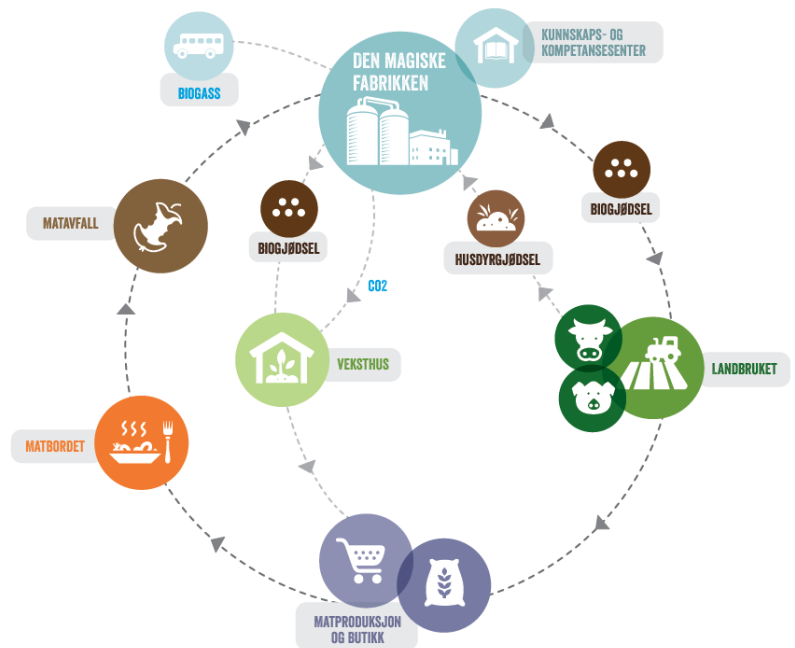 DEN MAGISKE
FABRIKKEN
KUNNSKAPS- OG
KOMPETANSESENTER
BIOGASS
BIOGJØDSEL
MATAVFALL
BIOGJØDSEL
HUSDYRGJØDSEL
CO2
VEKSTHUS
LANDBRUKET
MATBORDET
MATPRODUKSJON
OG BUTIKK